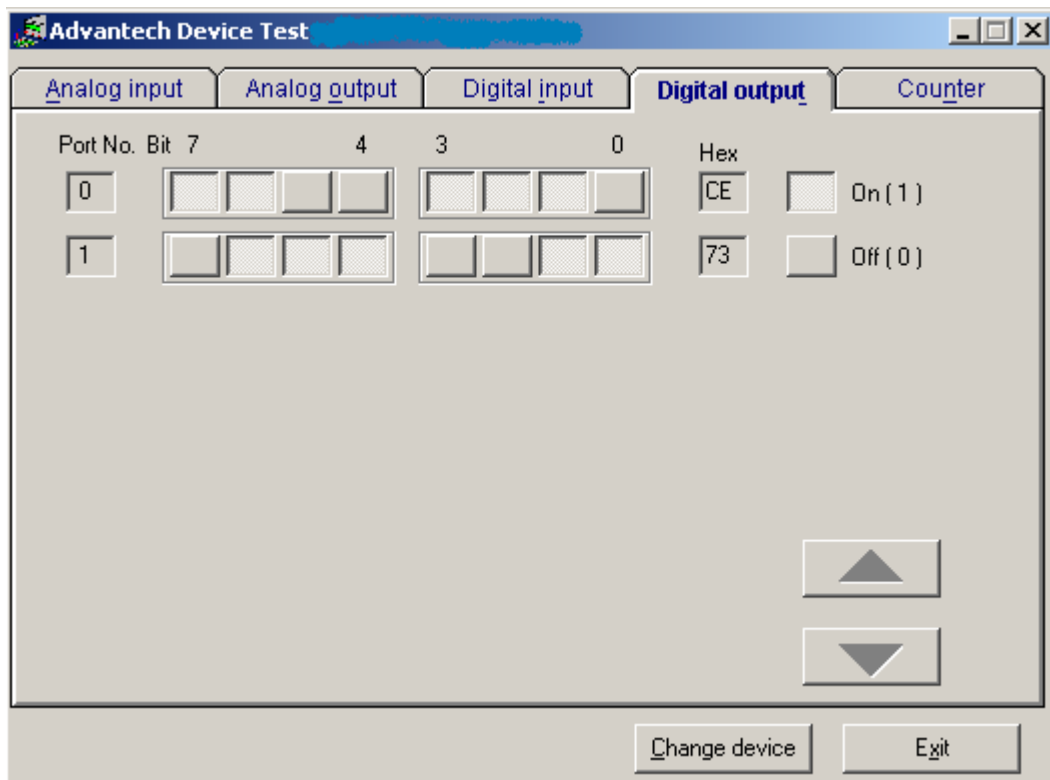 Advantech Device Test
Analog input Analog output Digital input Digital output Counter
Port No. Bit 7 4 3 0 Hex
0 CE On ( 1 )
1 73 Off ( 0 )
Change device Exit